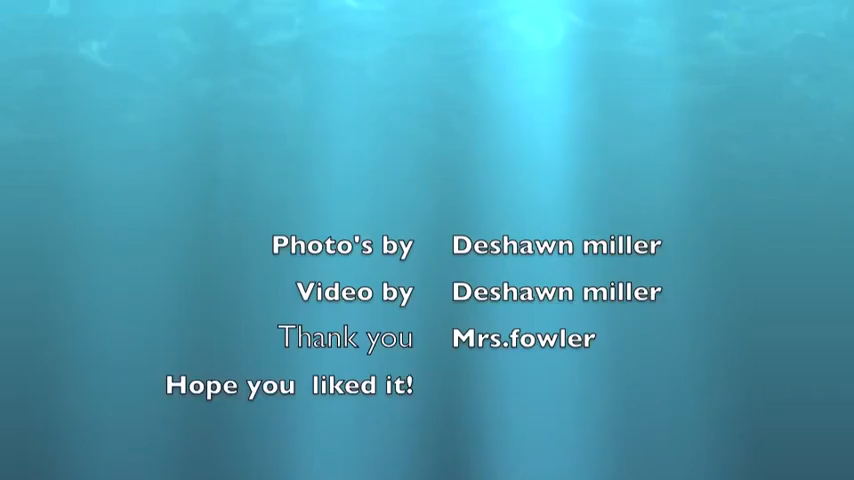 Photo's by Deshawn miller
Video by Deshawn miller
Thank you Mrs.fowler
Hope you  liked it!